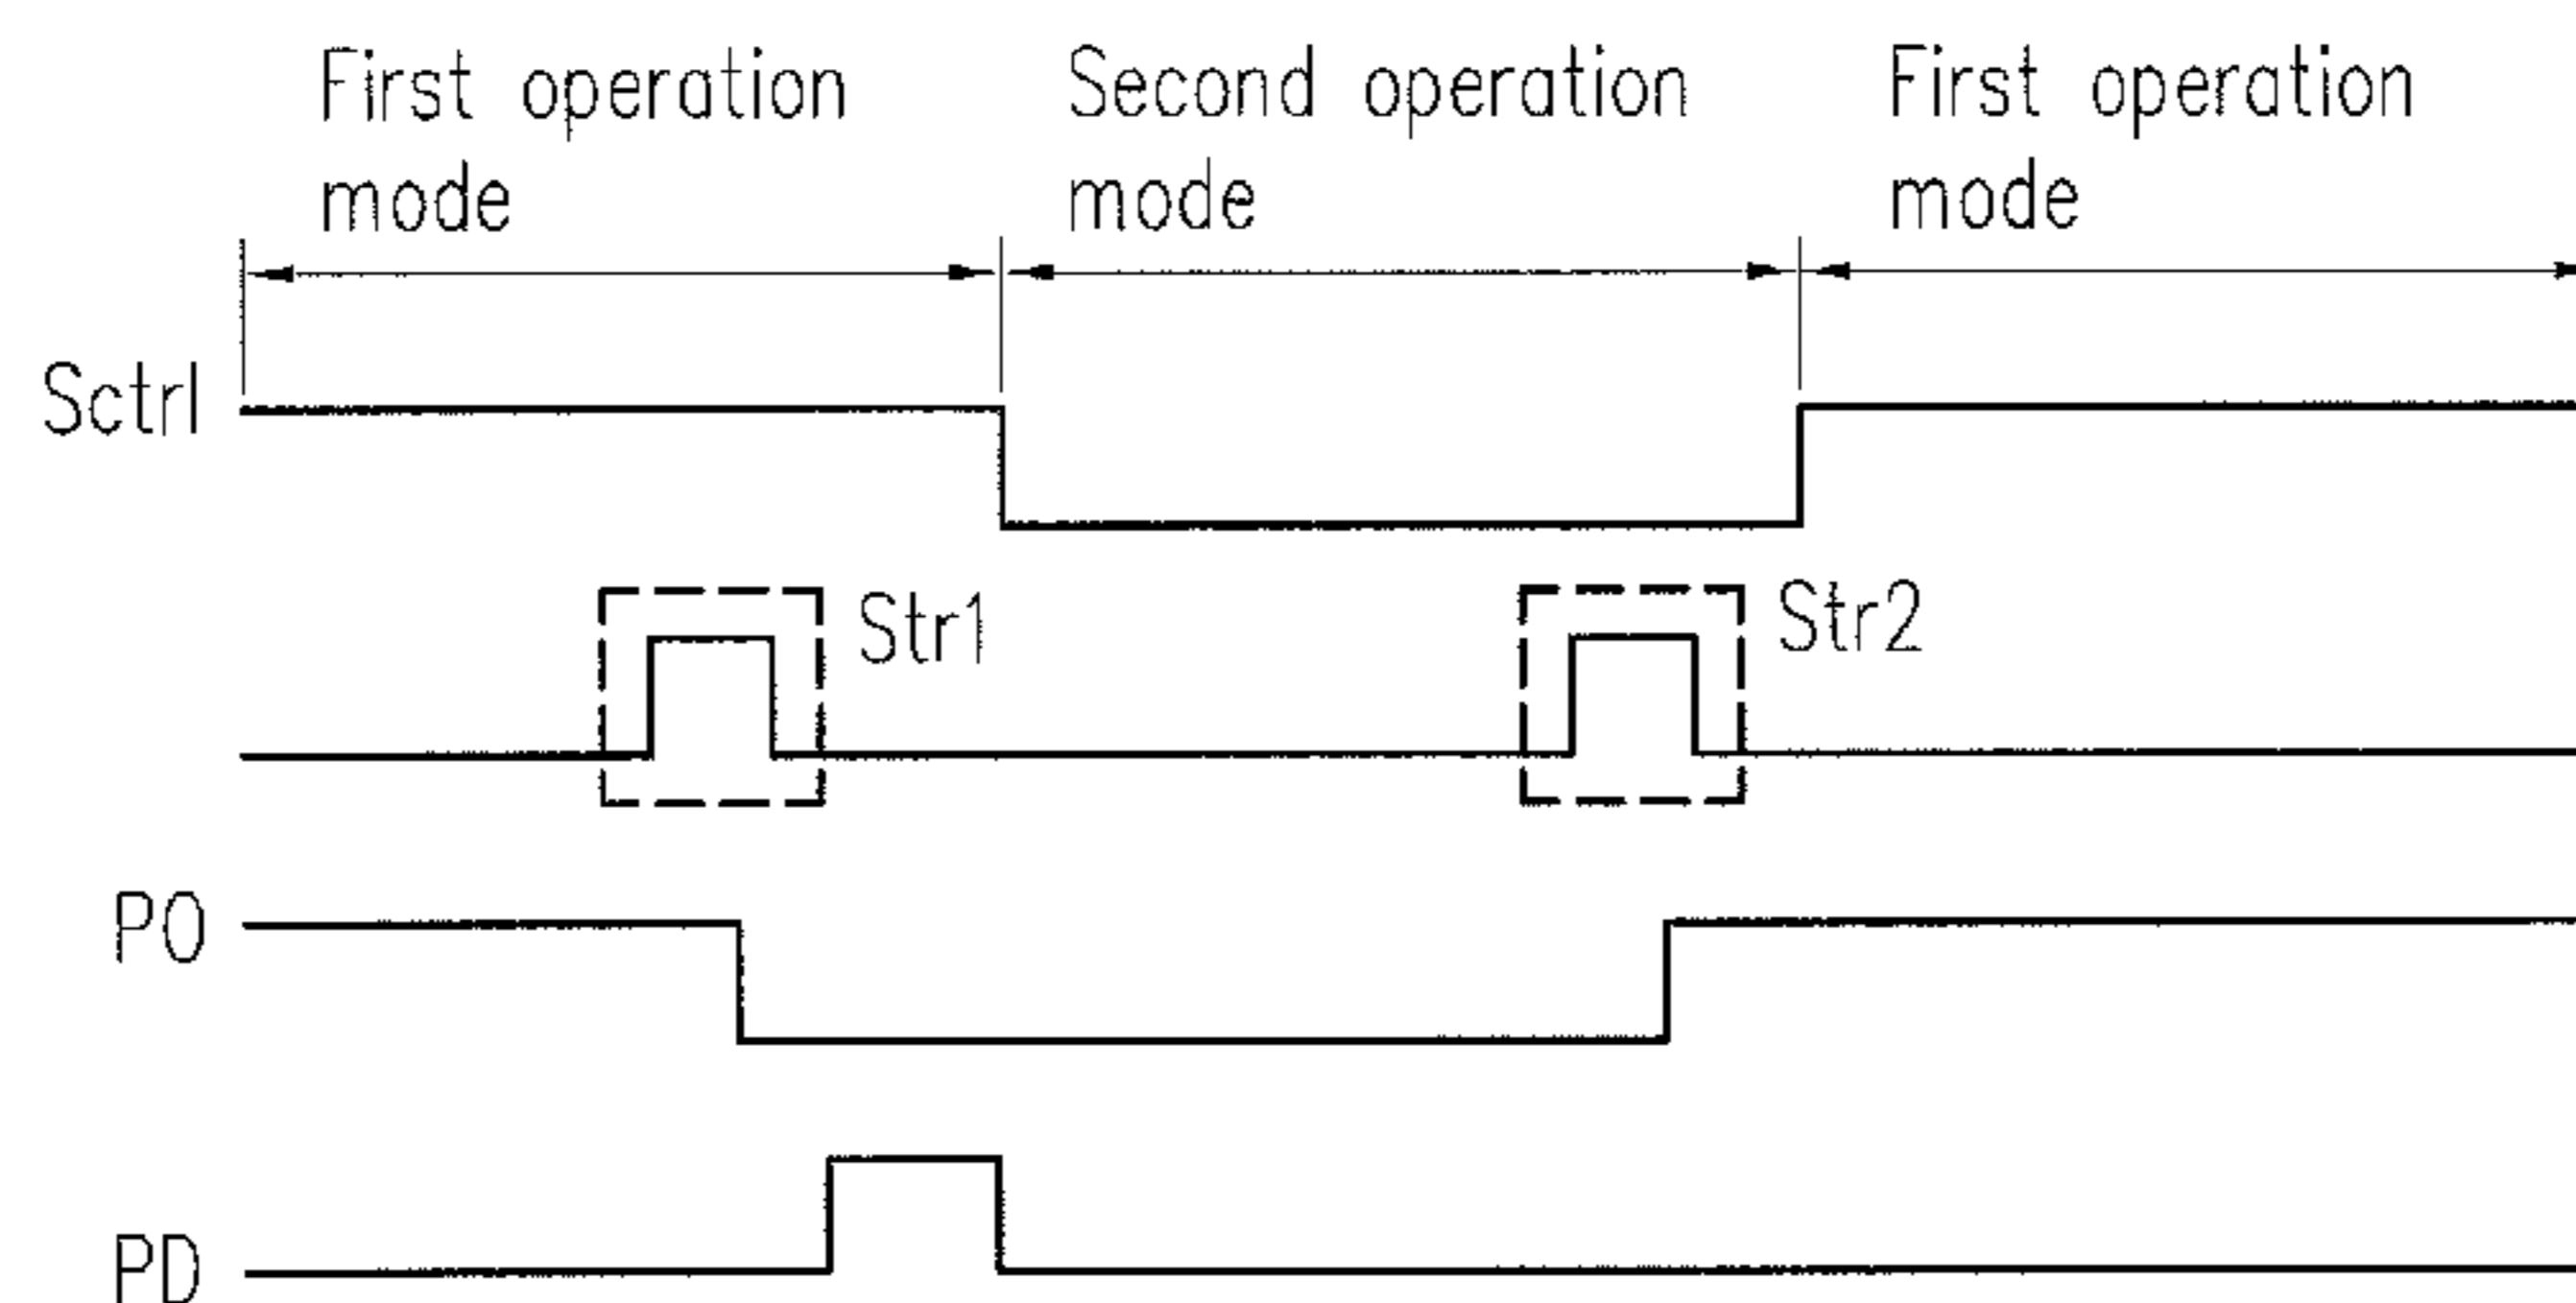 First operation
mode
Second operation
mode
First operation
mode
Sctrl
Str1
Str2
PO
PD